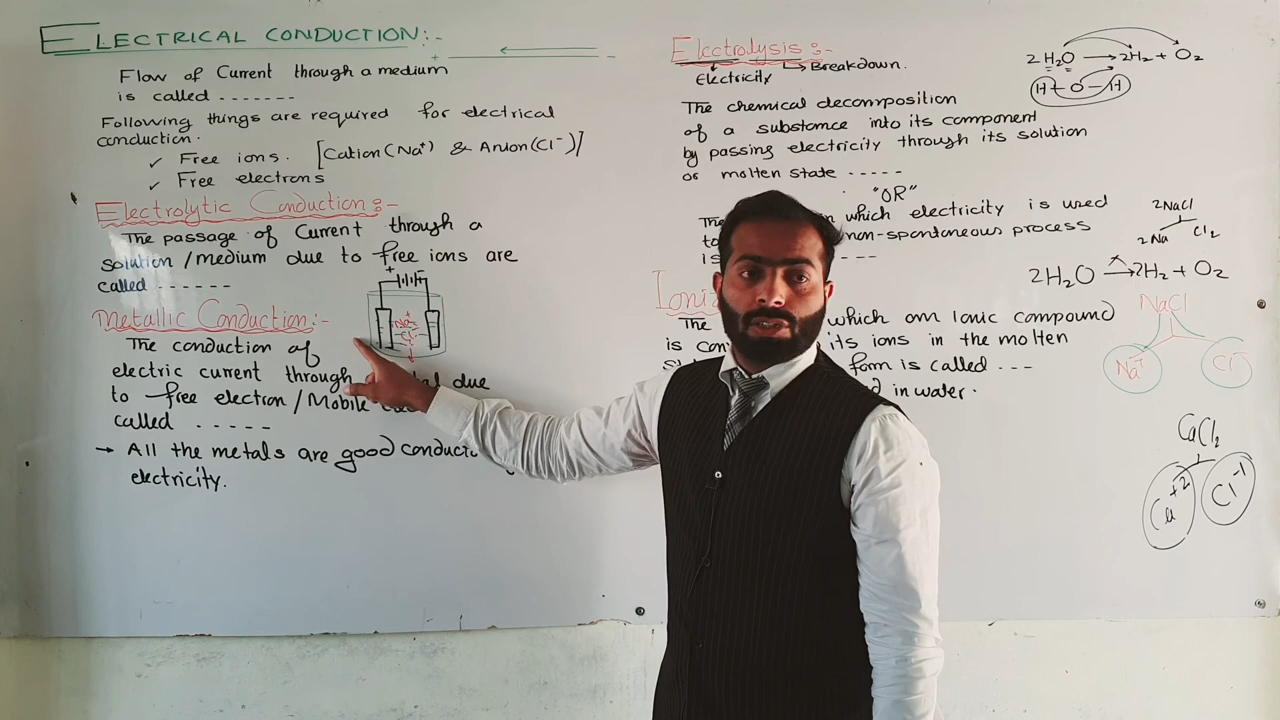 ELECTRICAL CONDUCTION:-
Flow of Current through a medium
is called -------
Following things are required for electrical
conduction.
✓ Free ions. [Cation(Na⁺) & Anion(Cl⁻)]
✓ Free electrons
Electrolytic Conduction:-
The passage of Current through a
solution/medium due to free ions are
called ------
+ -
Na⁺
Cl⁻
Metallic Conduction:-
The conduction of
electric current through due
to free electron/Mobile
called -----
→ All the metals are good
electricity.
Electrolysis:-
Electricity → Breakdown.
2H₂O → 2H₂ + O₂
H - O - H
The chemical decomposition
of a substance into its component
by passing electricity through its solution
or molten state -----
"OR"
which electricity is used
non-spontaneous process
is ---
2NaCl
2Na Cl₂
2H₂O → 2H₂ + O₂
The which an Ionic compound
is its ions in the molten
form is called ---
in water.
NaCl
Na⁺ Cl⁻
CaCl₂
+2 Cl⁻¹